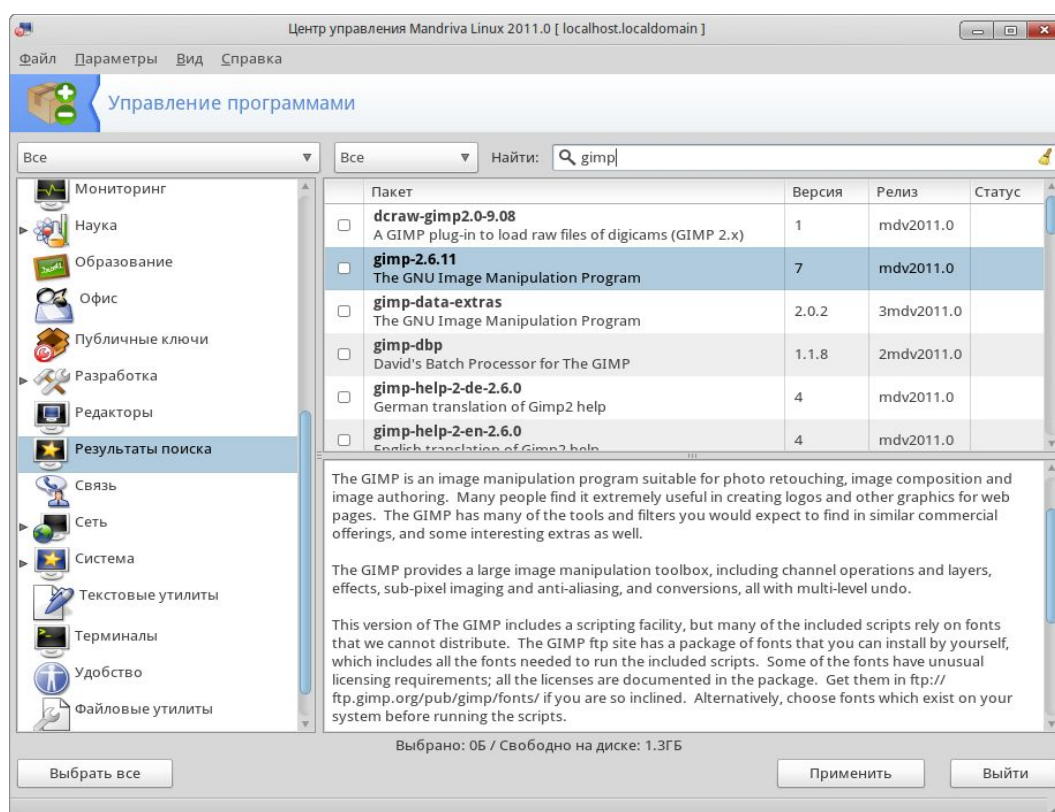 Центр управления Mandriva Linux 2011.0 [ localhost.localdomain ]
Файл Параметры Вид Справка
Управление программами
Все
Все
Найти:
gimp
Мониторинг
Наука
Образование
Офис
Публичные ключи
Разработка
Редакторы
Результаты поиска
Связь
Сеть
Система
Текстовые утилиты
Терминалы
Удобство
Файловые утилиты
Пакет Версия Релиз Статус
dcraw-gimp2.0-9.08 1 mdv2011.0
A GIMP plug-in to load raw files of digicams (GIMP 2.x)
gimp-2.6.11 7 mdv2011.0
The GNU Image Manipulation Program
gimp-data-extras 2.0.2 3mdv2011.0
The GNU Image Manipulation Program
gimp-dbp 1.1.8 2mdv2011.0
David's Batch Processor for The GIMP
gimp-help-2-de-2.6.0 4 mdv2011.0
German translation of Gimp2 help
gimp-help-2-en-2.6.0 4 mdv2011.0
English translation of Gimp2 help
The GIMP is an image manipulation program suitable for photo retouching, image composition and
image authoring. Many people find it extremely useful in creating logos and other graphics for web
pages. The GIMP has many of the tools and filters you would expect to find in similar commercial
offerings, and some interesting extras as well.
The GIMP provides a large image manipulation toolbox, including channel operations and layers,
effects, sub-pixel imaging and anti-aliasing, and conversions, all with multi-level undo.
This version of The GIMP includes a scripting facility, but many of the included scripts rely on fonts
that we cannot distribute. The GIMP ftp site has a package of fonts that you can install by yourself,
which includes all the fonts needed to run the included scripts. Some of the fonts have unusual
licensing requirements; all the licenses are documented in the package. Get them in ftp://
ftp.gimp.org/pub/gimp/fonts/ if you are so inclined. Alternatively, choose fonts which exist on your
system before running the scripts.
Выбрано: 0Б / Свободно на диске: 1.3ГБ
Выбрать все
Применить
Выйти